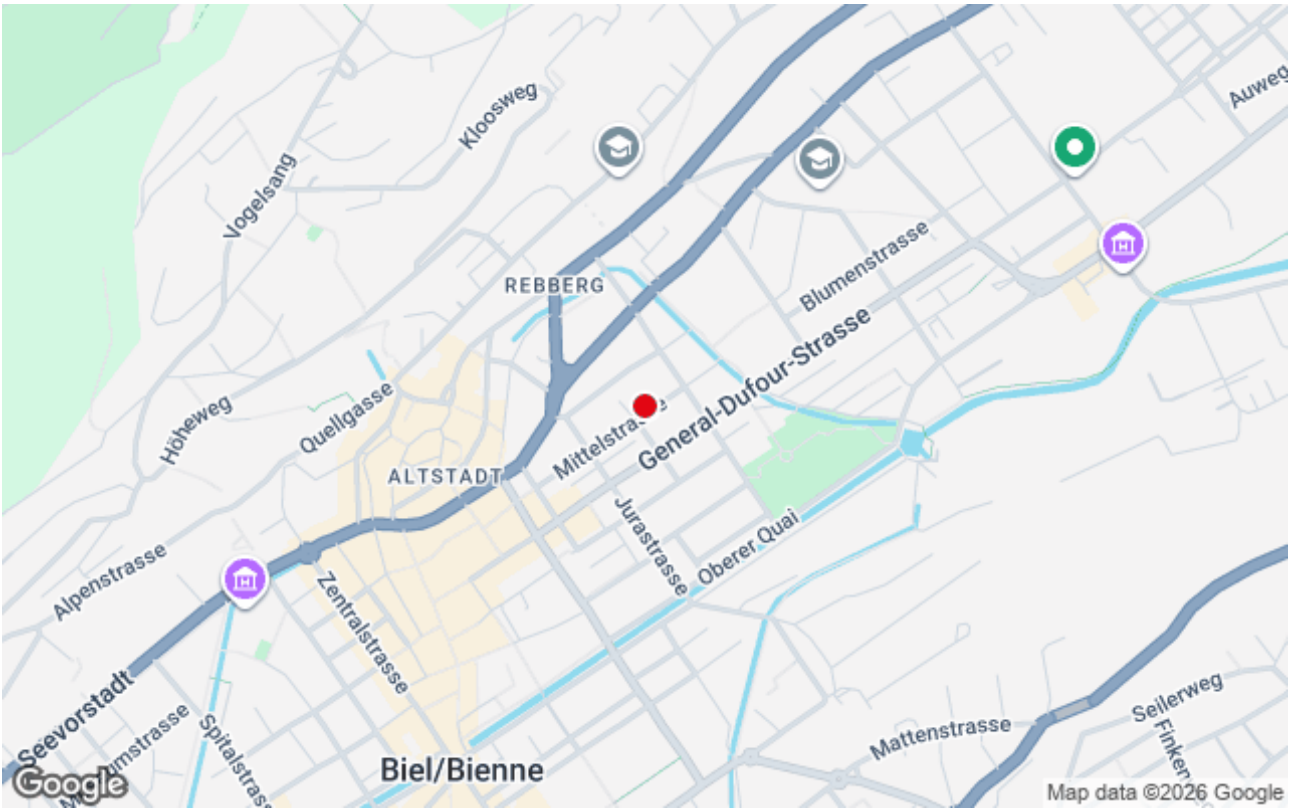 Auweg
Kloosweg
Vogelsang
Blumenstrasse
REBBERG
General-Dufour-Strasse
Höheweg
Quellgasse
ALTSTADT
Jurastrasse
Oberer Quai
Alpenstrasse
Zentralstrasse
Seevorstadt
Spitalstrasse
Seilerweg
Mattenstrasse
Biel/Bienne
Google
Map data ©2026 Google